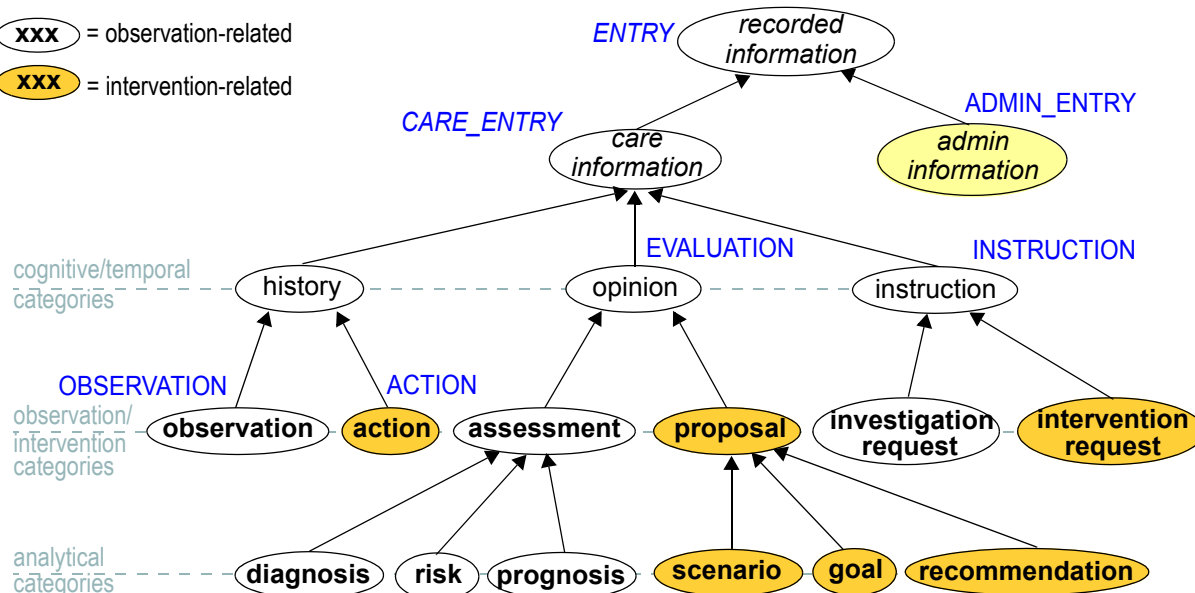 xxx = observation-related
xxx = intervention-related
ENTRY
recorded
information
CARE_ENTRY
care
information
ADMIN_ENTRY
admin
information
cognitive/temporal
categories
history
EVALUATION
opinion
INSTRUCTION
instruction
OBSERVATION
ACTION
observation/
intervention
categories
observation
action
assessment
proposal
investigation
request
intervention
request
analytical
categories
diagnosis
risk
prognosis
scenario
goal
recommendation